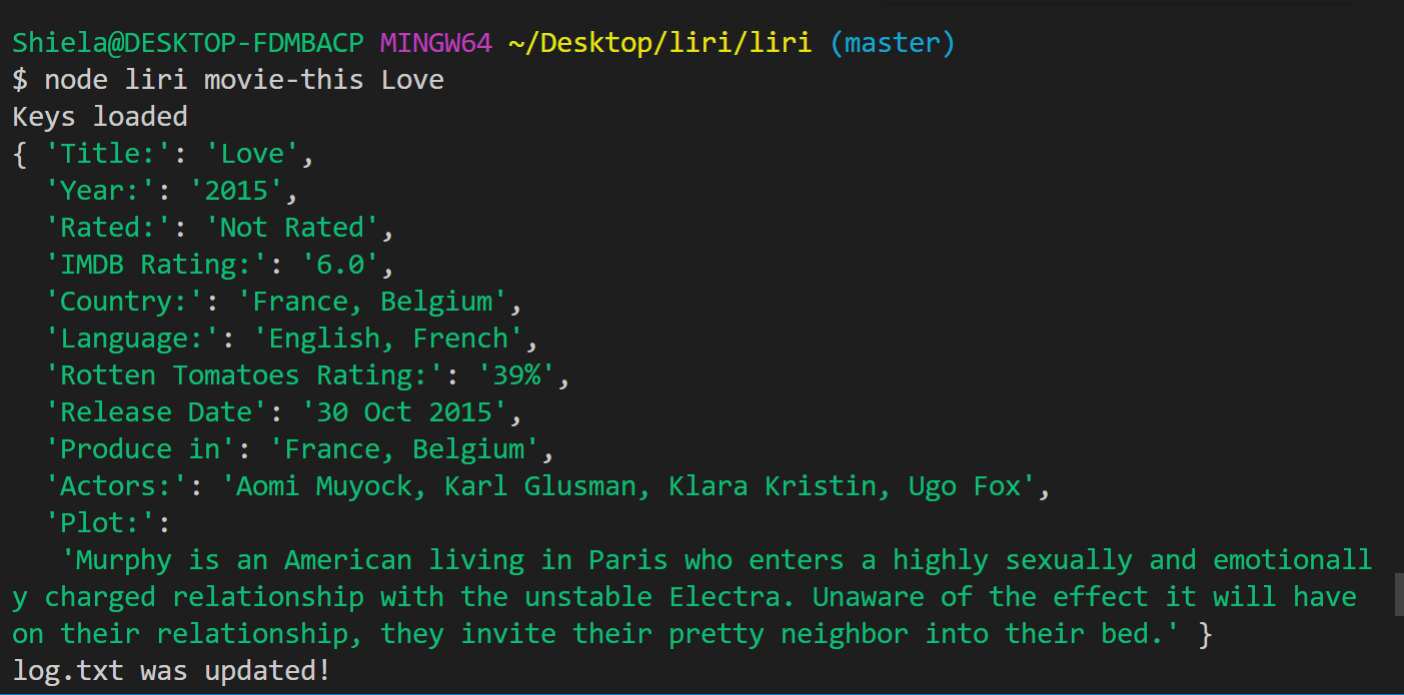 Shiela@DESKTOP-FDMBACP MINGW64 ~/Desktop/liri/liri (master)
$ node liri movie-this Love
Keys loaded
{ 'Title:': 'Love',
  'Year:': '2015',
  'Rated:': 'Not Rated',
  'IMDB Rating:': '6.0',
  'Country:': 'France, Belgium',
  'Language:': 'English, French',
  'Rotten Tomatoes Rating:': '39%',
  'Release Date': '30 Oct 2015',
  'Produce in': 'France, Belgium',
  'Actors:': 'Aomi Muyock, Karl Glusman, Klara Kristin, Ugo Fox',
  'Plot:':
   'Murphy is an American living in Paris who enters a highly sexually and emotionall
y charged relationship with the unstable Electra. Unaware of the effect it will have
on their relationship, they invite their pretty neighbor into their bed.' }
log.txt was updated!